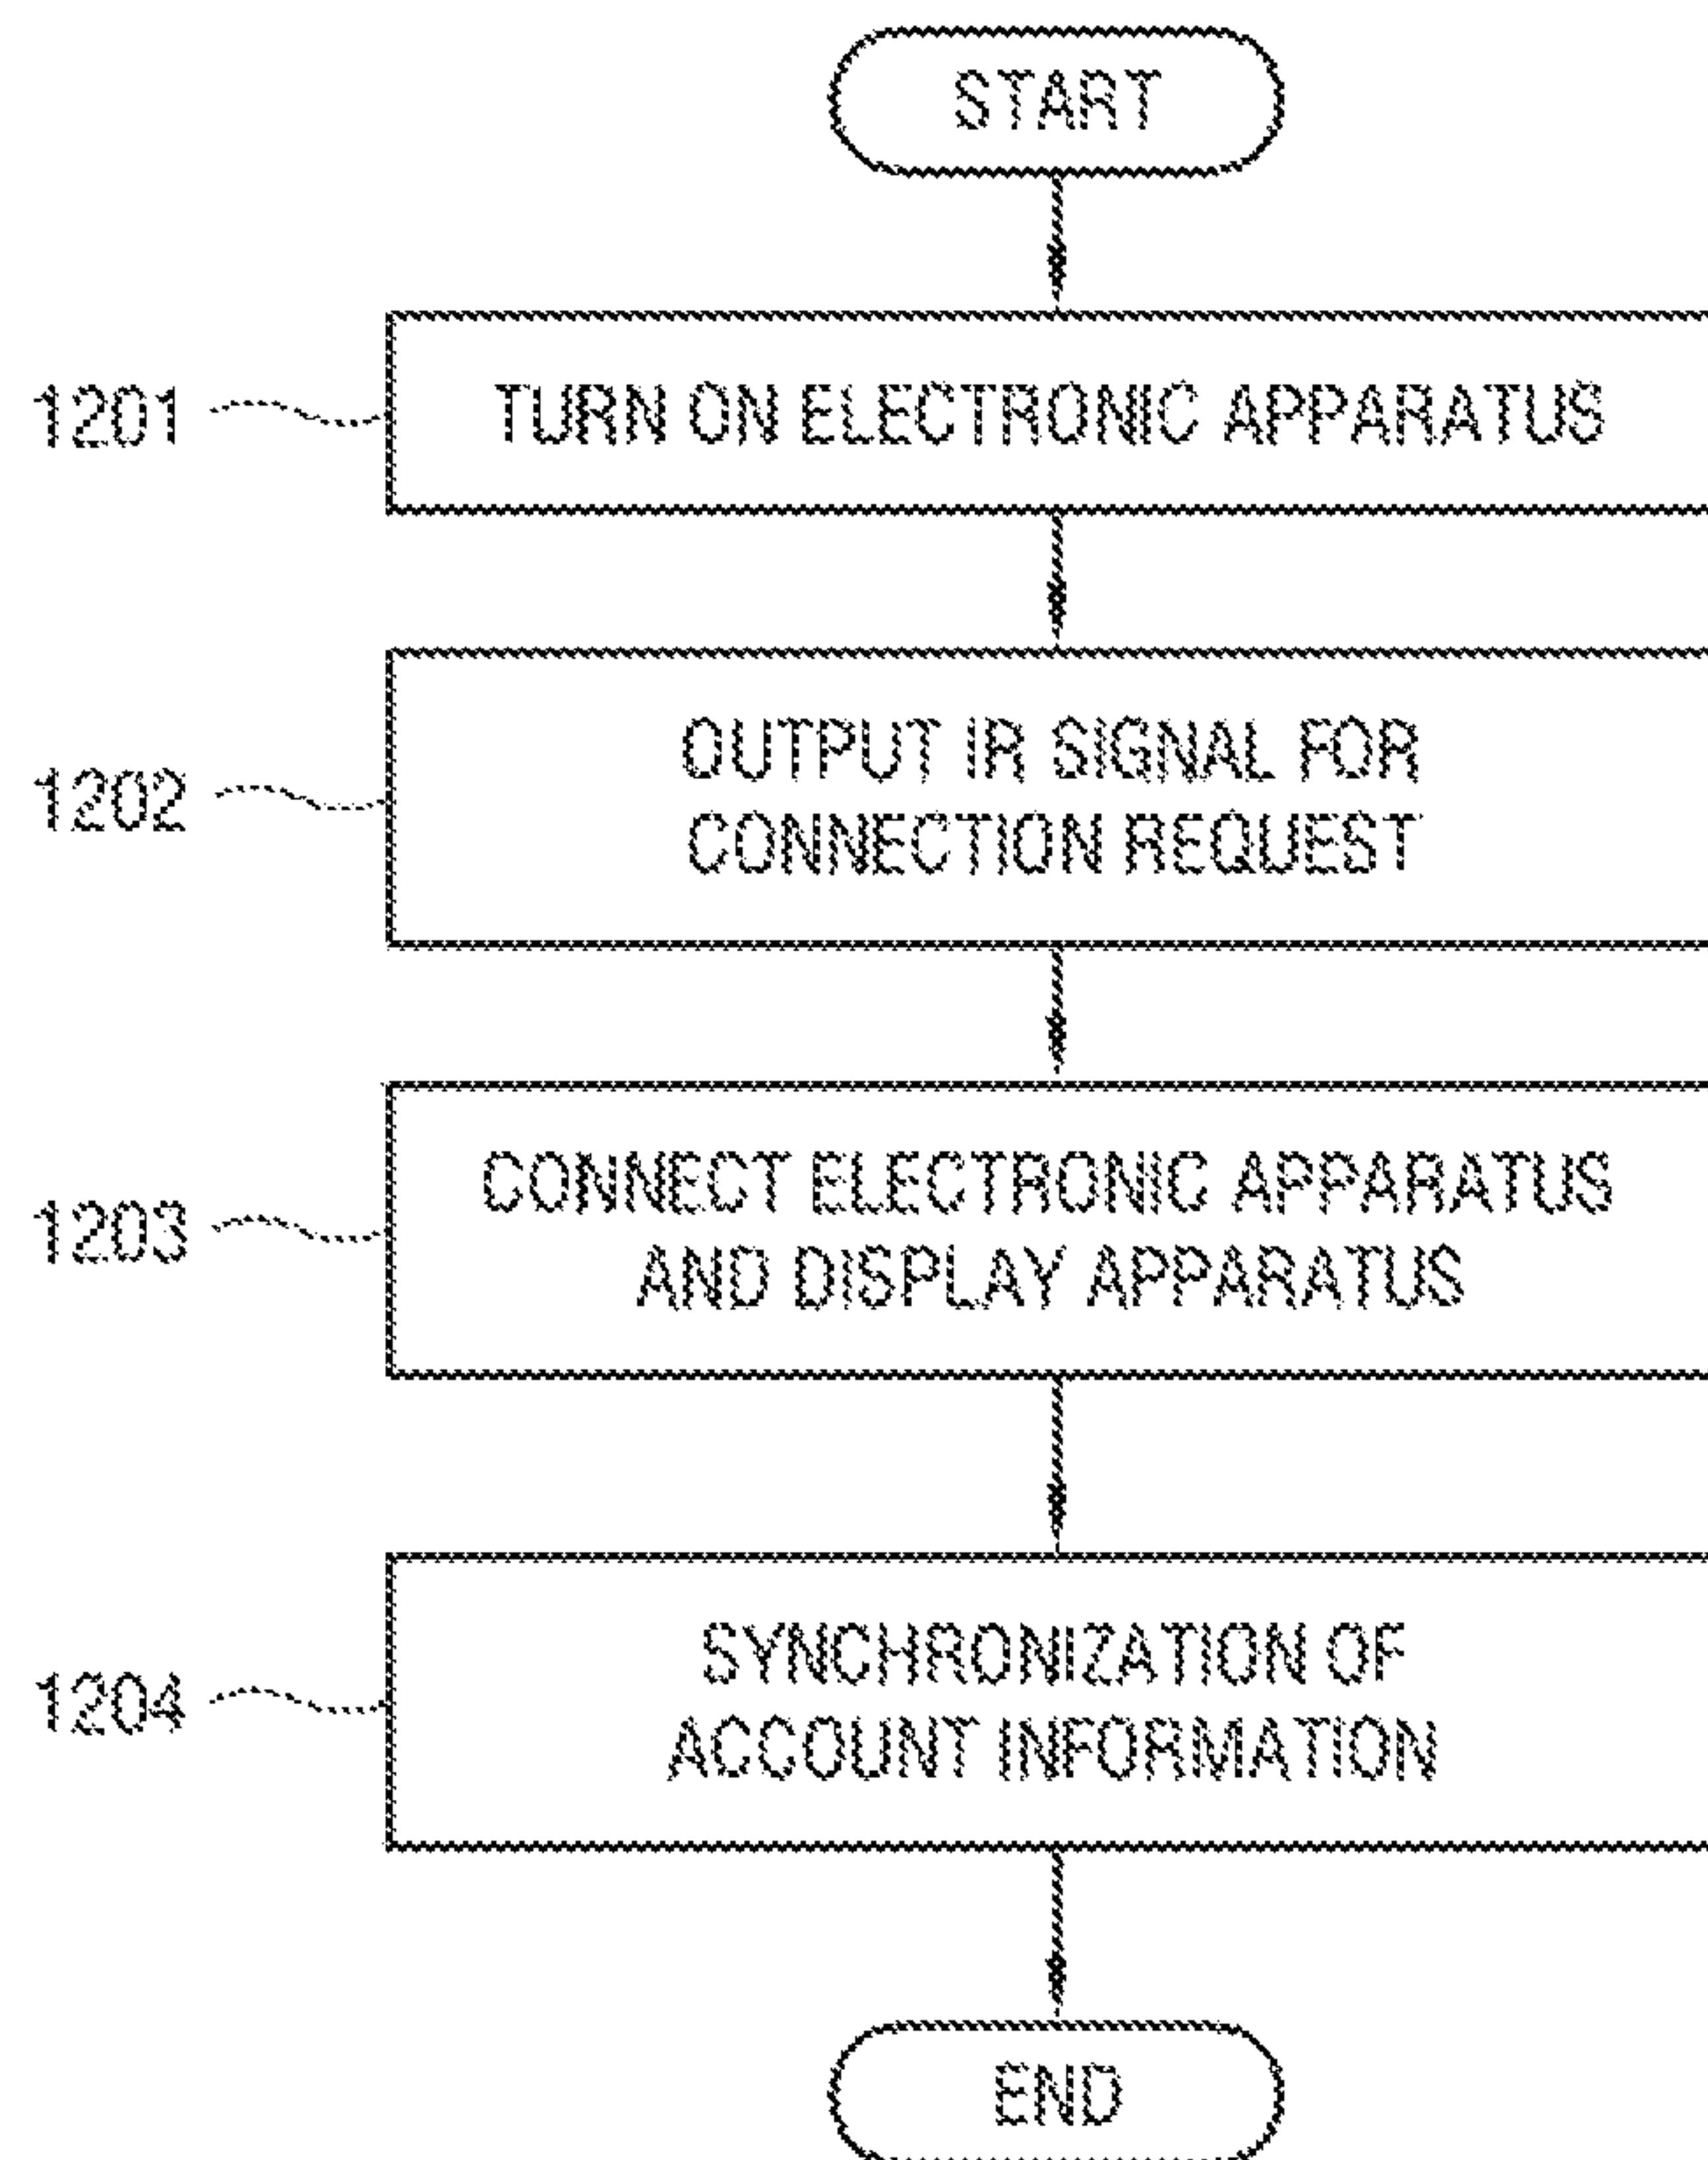 START
1201
TURN ON ELECTRONIC APPARATUS
1202
OUTPUT IR SIGNAL FOR
CONNECTION REQUEST
1203
CONNECT ELECTRONIC APPARATUS
AND DISPLAY APPARATUS
1204
SYNCHRONIZATION OF
ACCOUNT INFORMATION
END